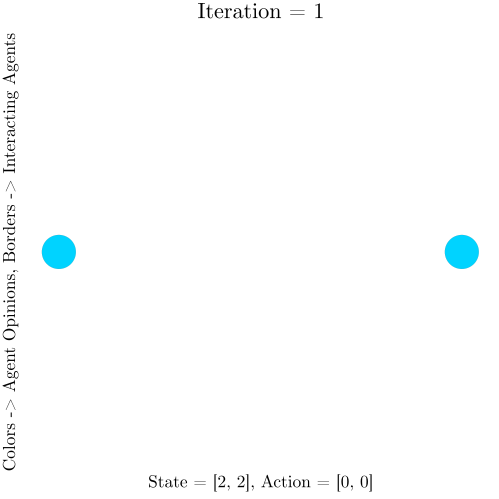 Iteration = 1
Colors -> Agent Opinions, Borders -> Interacting Agents
State = [2, 2], Action = [0, 0]